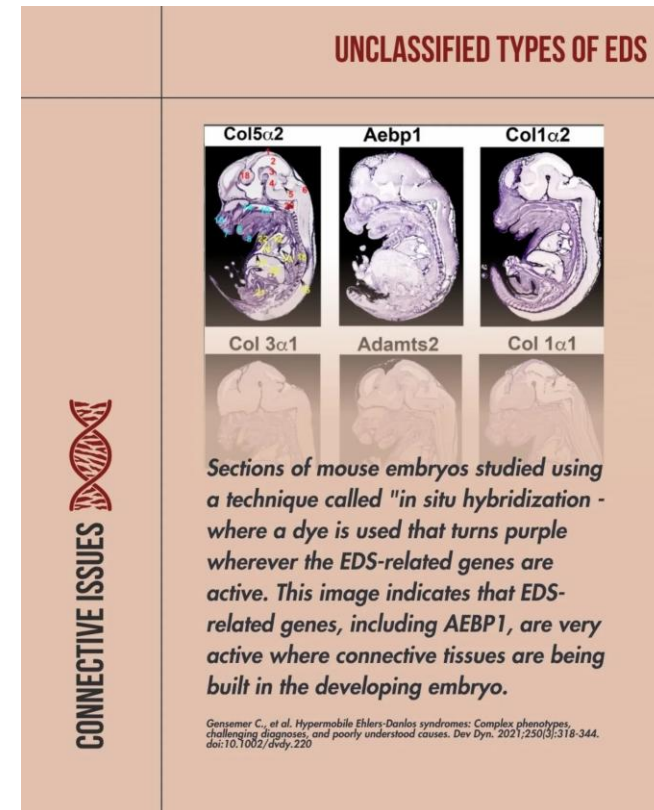 UNCLASSIFIED TYPES OF EDS
Col5α2 Aebp1 Col1α2
Col 3α1 Adamts2 Col 1α1
Sections of mouse embryos studied using
a technique called "in situ hybridization -
where a dye is used that turns purple
wherever the EDS-related genes are
active. This image indicates that EDS-
related genes, including AEBP1, are very
active where connective tissues are being
built in the developing embryo.
Gensemer C., et al. Hypermobile Ehlers-Danlos syndromes: Complex phenotypes,
challenging diagnoses, and poorly understood causes. Dev Dyn. 2021;250(3):318-344.
doi:10.1002/dvdy.220
CONNECTIVE ISSUES